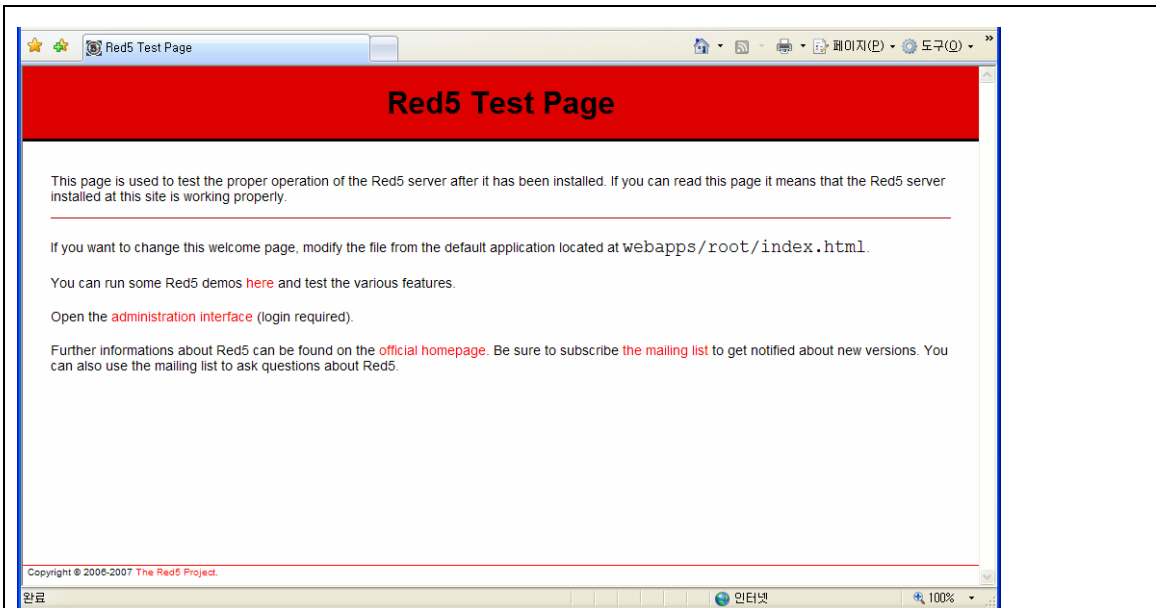 Red5 Test Page
페이지(P)
도구(O)
»
Red5 Test Page
This page is used to test the proper operation of the Red5 server after it has been installed. If you can read this page it means that the Red5 server
installed at this site is working properly.
If you want to change this welcome page, modify the file from the default application located at webapps/root/index.html.
You can run some Red5 demos here and test the various features.
Open the administration interface (login required).
Further informations about Red5 can be found on the official homepage. Be sure to subscribe the mailing list to get notified about new versions. You
can also use the mailing list to ask questions about Red5.
Copyright © 2006-2007 The Red5 Project.
완료
인터넷
100%